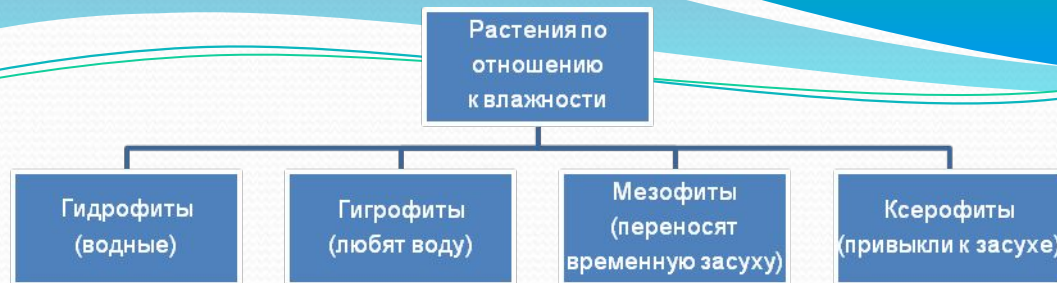 Растения по
отношению
к влажности
Гидрофиты
(водные)
Гигрофиты
(любят воду)
Мезофиты
(переносят
временную засуху)
Ксерофиты
(привыкли к засухе)